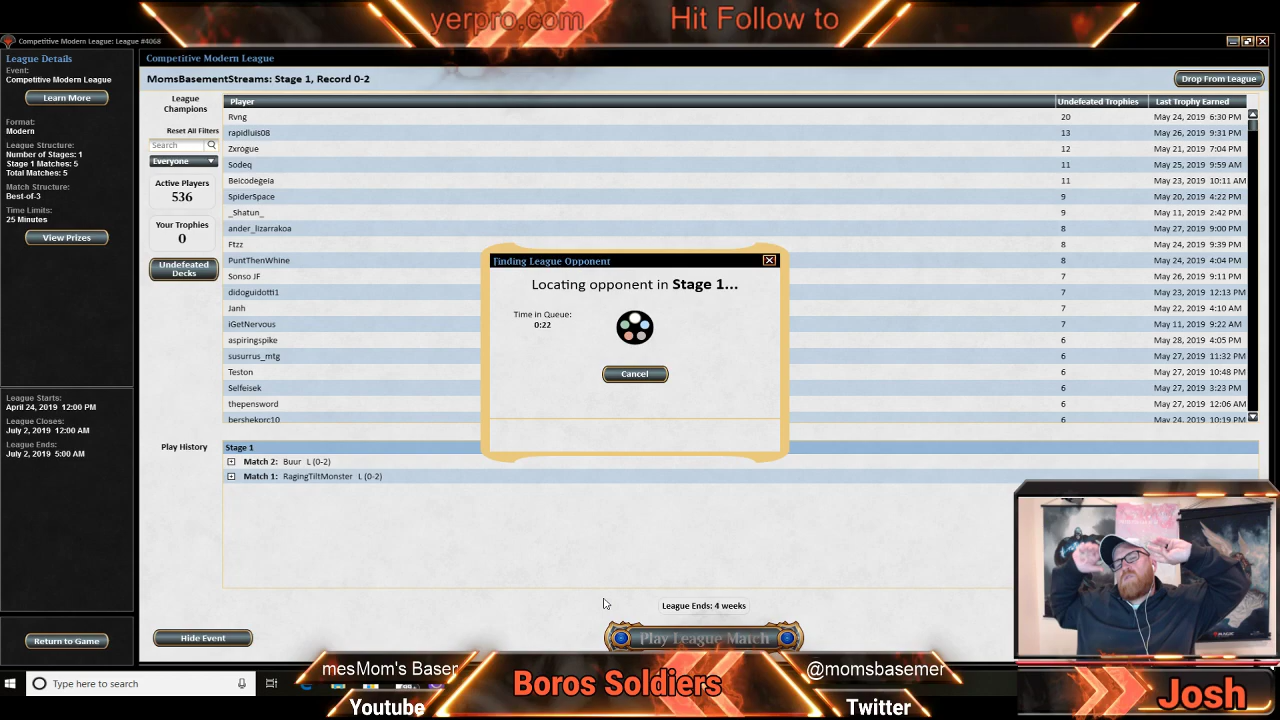 yerpro.com
Hit Follow to
Competitive Modern League: League #4068
League Details
Event:
Competitive Modern League
Learn More
Format:
Modern
League Structure:
Number of Stages: 1
Stage 1 Matches: 5
Total Matches: 5
Match Structure:
Best-of-3
Time Limits:
25 Minutes
View Prizes
League Starts:
April 24, 2019 12:00 PM
League Closes:
July 2, 2019 12:00 AM
League Ends:
July 2, 2019 5:00 AM
Return to Game
Competitive Modern League
MomsBasementStreams: Stage 1, Record 0-2
Drop From League
League
Champions
Reset All Filters
Search
Everyone
Active Players
536
Your Trophies
0
Undefeated
Decks
Player Undefeated Trophies Last Trophy Earned
Rvng 20 May 24, 2019 6:30 PM
rapidluis08 13 May 26, 2019 9:31 PM
Zxrogue 12 May 21, 2019 7:04 PM
Sodeq 11 May 25, 2019 9:59 AM
Beicodegeia 11 May 23, 2019 10:11 AM
SpiderSpace 9 May 20, 2019 4:22 PM
_Shatun_ 9 May 11, 2019 2:42 PM
ander_lizarrakoa 8 May 27, 2019 9:00 PM
Ftzz 8 May 24, 2019 9:39 PM
PuntThenWhine 8 May 24, 2019 4:04 PM
Sonso JF 7 May 26, 2019 9:11 PM
didoguidotti1 7 May 23, 2019 12:13 PM
Janh 7 May 22, 2019 4:10 AM
iGetNervous 7 May 11, 2019 9:22 AM
aspiringspike 6 May 28, 2019 4:05 PM
susurrus_mtg 6 May 27, 2019 11:32 PM
Teston 6 May 27, 2019 10:48 PM
Selfeisek 6 May 27, 2019 3:23 PM
thepensword 6 May 27, 2019 12:06 AM
bershekprc10 6 May 24, 2019 10:19 PM
Finding League Opponent
Locating opponent in Stage 1...
Time in Queue:
0:22
Cancel
Play History
Stage 1
Match 2: Buur L (0-2)
Match 1: RagingTiltMonster L (0-2)
League Ends: 4 weeks
Hide Event
Play League Match
Type here to search
mesMom's Baser
Youtube
Boros Soldiers
@momsbasemer
Twitter
MAGIC
Josh